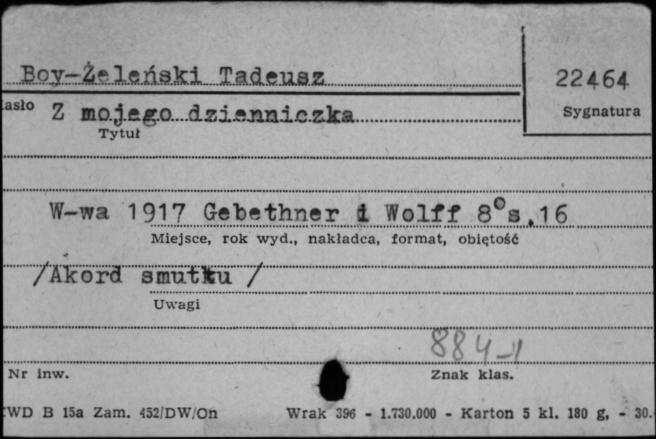 Boy-Żeleński Tadeusz
22464
asło Z mojego dzienniczka
Sygnatura
Tytuł
W-wa 1917 Gebethner i Wolff 8° s.16
Miejsce, rok wyd., nakładca, format, obiętość
/Akord smutku /
Uwagi
884-1
Nr inw.
Znak klas.
CWD B 15a Zam. 452/DW/On Wrak 396 - 1.730.000 - Karton 5 kl. 180 g, - 30.